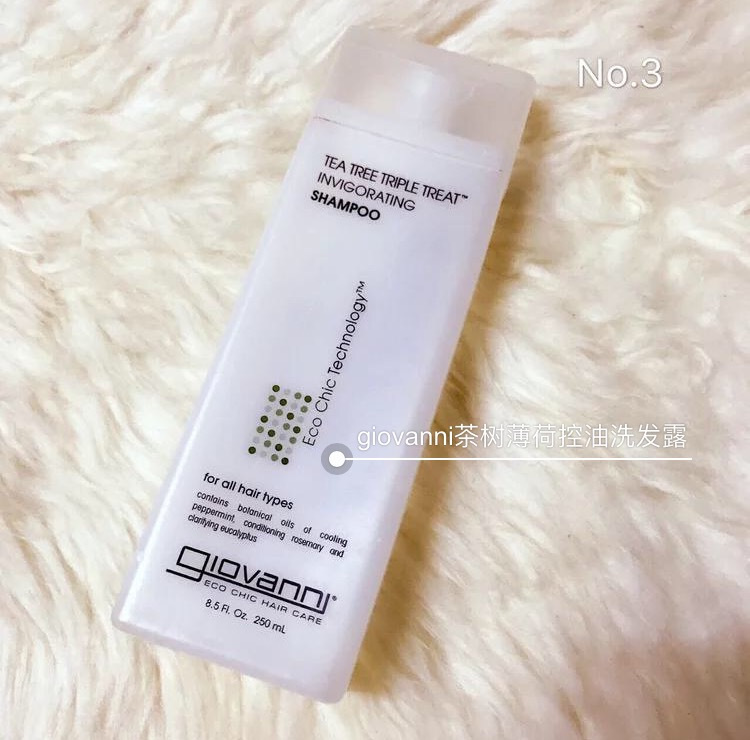 No.3
TEA TREE TRIPLE TREAT™
INVIGORATING
SHAMPOO
Eco Chic Technology™
giovanni茶树薄荷控油洗发露
for all hair types
contains botanical oils of cooling
peppermint, conditioning rosemary and
clarifying eucalyptus
giovanni®
ECO CHIC HAIR CARE
8.5 Fl. Oz. 250 mL